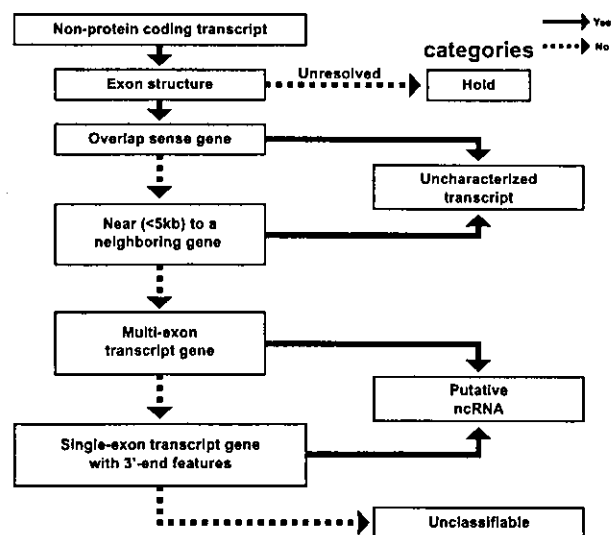 Non-protein coding transcript
Yes
categories
No
Exon structure
Unresolved
Hold
Overlap sense gene
Uncharacterized
transcript
Near (<5kb) to a
neighboring gene
Multi-exon
transcript gene
Putative
ncRNA
Single-exon transcript gene
with 3'-end features
Unclassifiable